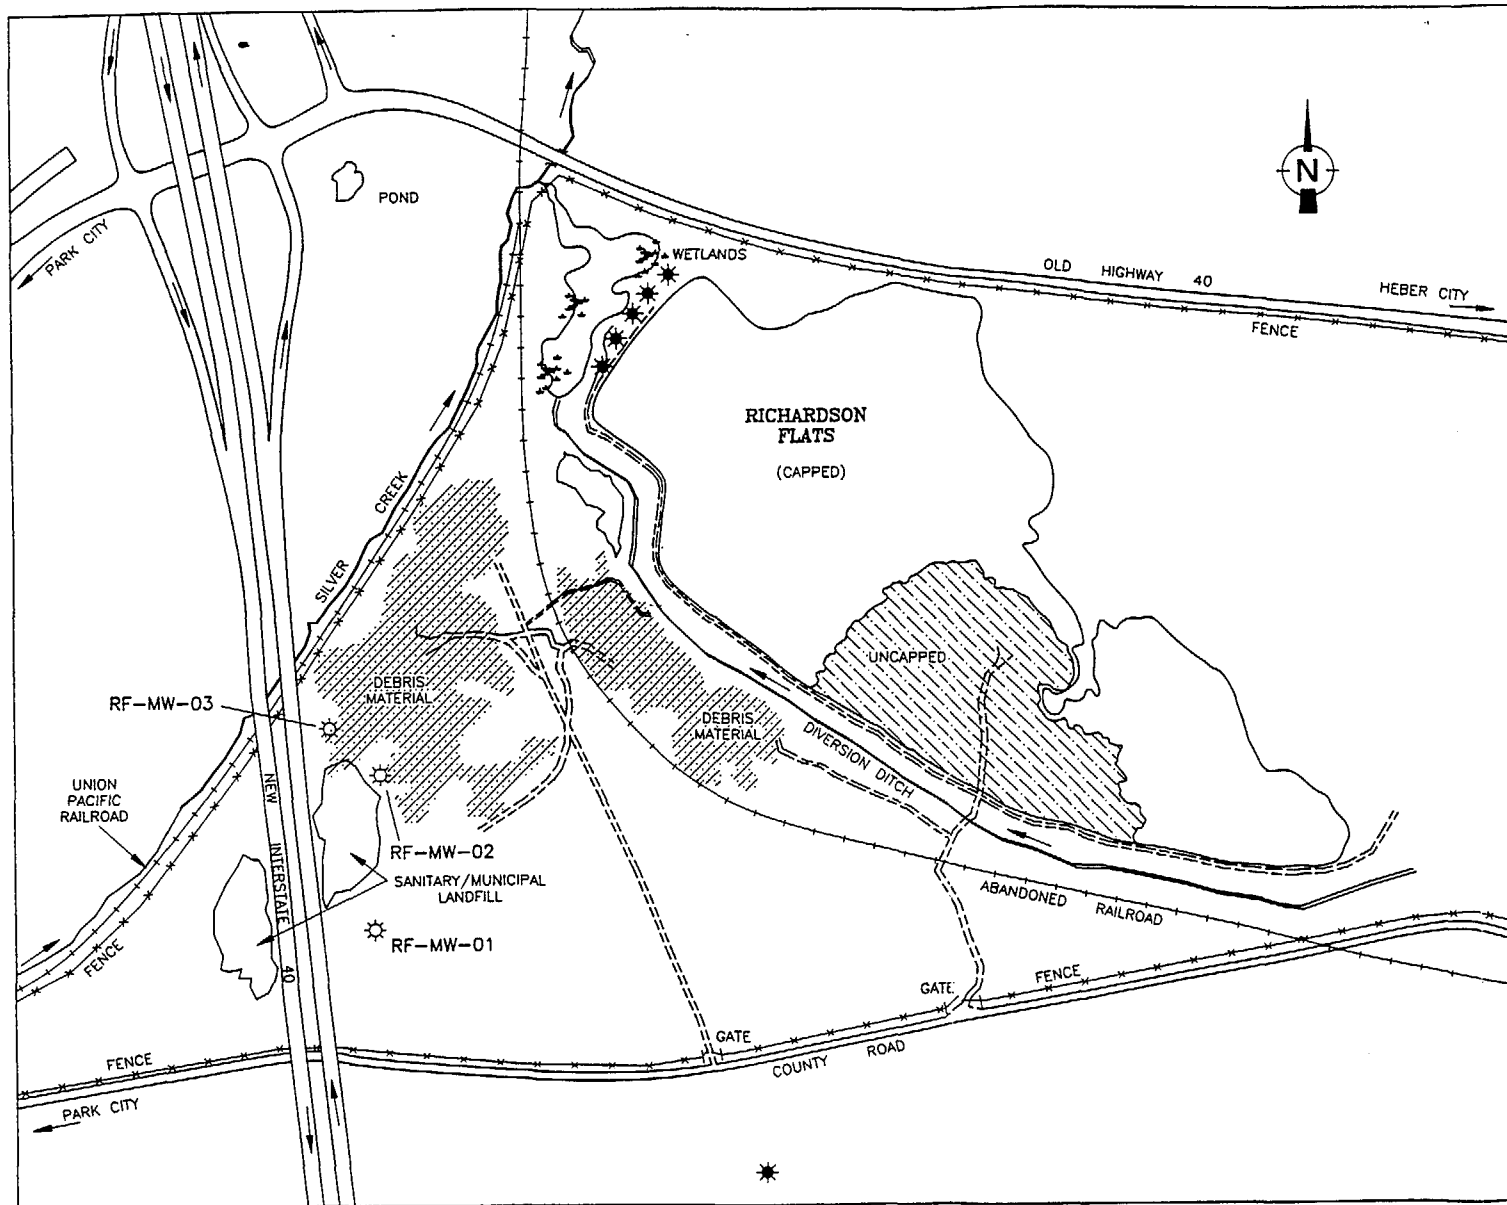 POND
N
PARK CITY
WETLANDS
OLD HIGHWAY 40
HEBER CITY
FENCE
RICHARDSON
FLATS
(CAPPED)
SILVER CREEK
UNCAPPED
DEBRIS
MATERIAL
RF-MW-03
DEBRIS
MATERIAL
DIVERSION DITCH
UNION
PACIFIC
RAILROAD
NEW INTERSTATE 40
RF-MW-02
SANITARY/MUNICIPAL
LANDFILL
ABANDONED RAILROAD
RF-MW-01
FENCE
FENCE
GATE
GATE
COUNTY ROAD
FENCE
PARK CITY